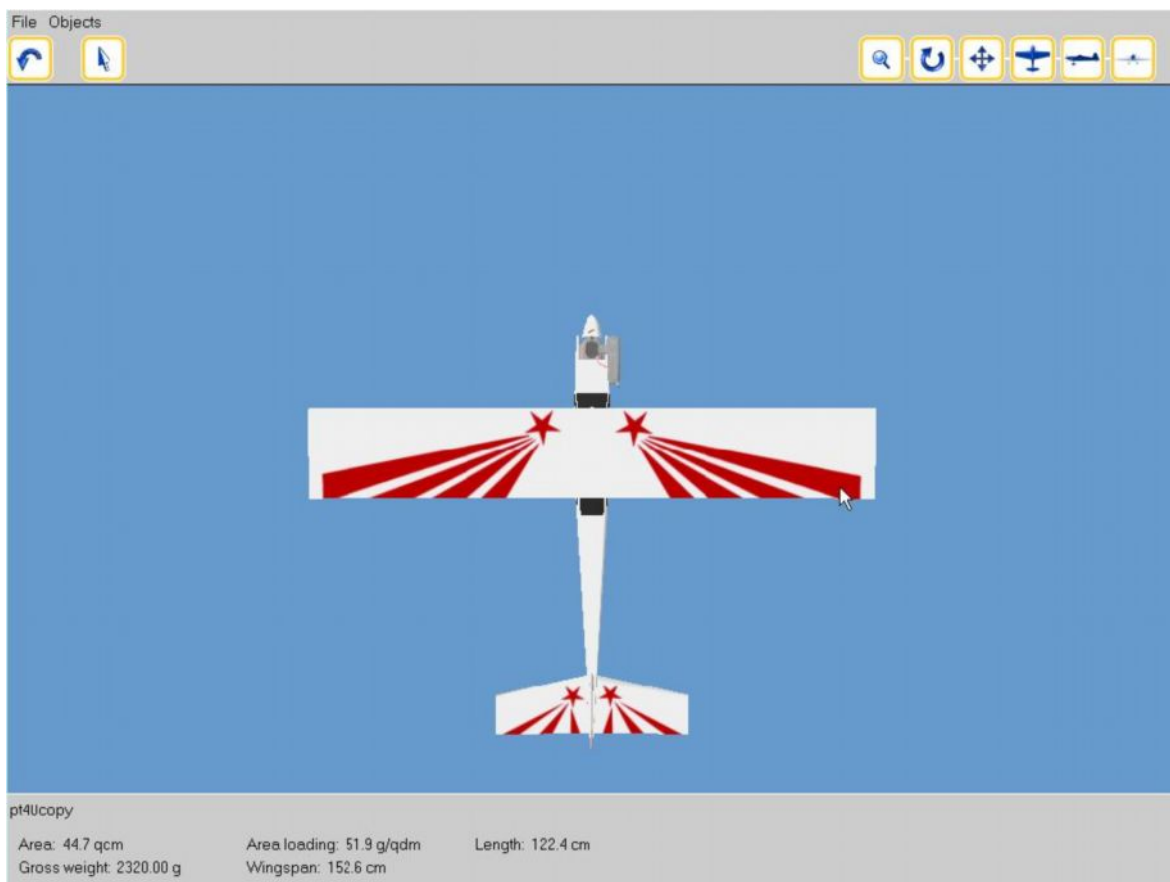 File Objects
pt40copy
Area: 44.7 qcm Area loading: 51.9 g/qdm Length: 122.4 cm
Gross weight: 2320.00 g Wingspan: 152.6 cm